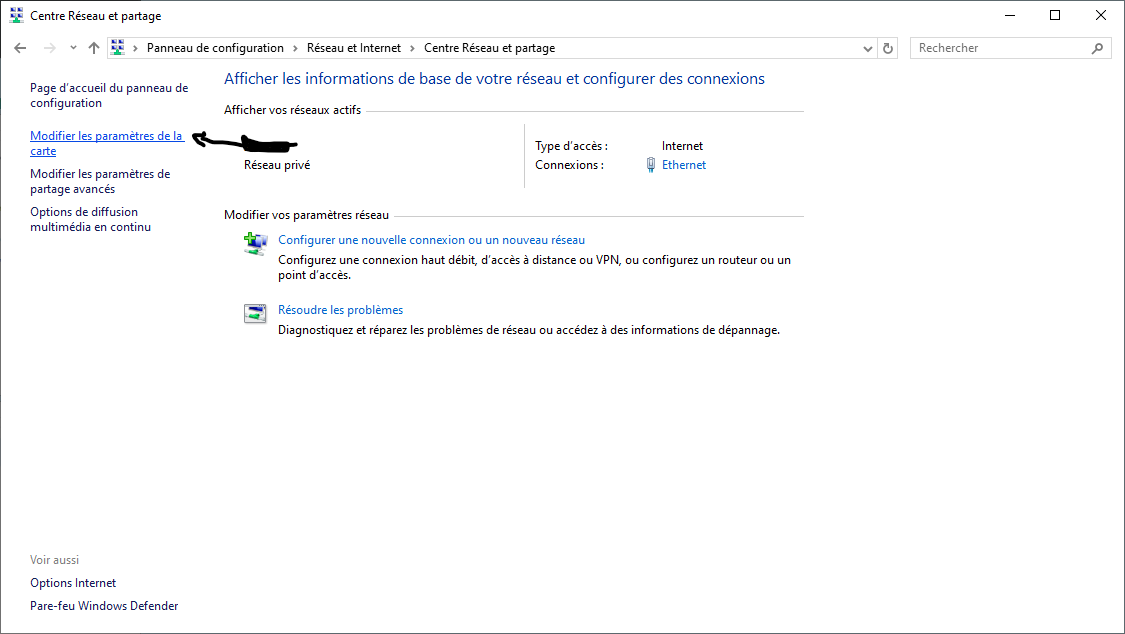 Centre Réseau et partage
Panneau de configuration > Réseau et Internet > Centre Réseau et partage
Rechercher
Page d'accueil du panneau de
configuration
Modifier les paramètres de la
carte
Modifier les paramètres de
partage avancés
Options de diffusion
multimédia en continu
Afficher les informations de base de votre réseau et configurer des connexions
Afficher vos réseaux actifs
Réseau privé
Type d'accès : Internet
Connexions : Ethernet
Modifier vos paramètres réseau
Configurer une nouvelle connexion ou un nouveau réseau
Configurez une connexion haut débit, d'accès à distance ou VPN, ou configurez un routeur ou un
point d'accès.
Résoudre les problèmes
Diagnostiquez et réparez les problèmes de réseau ou accédez à des informations de dépannage.
Voir aussi
Options Internet
Pare-feu Windows Defender